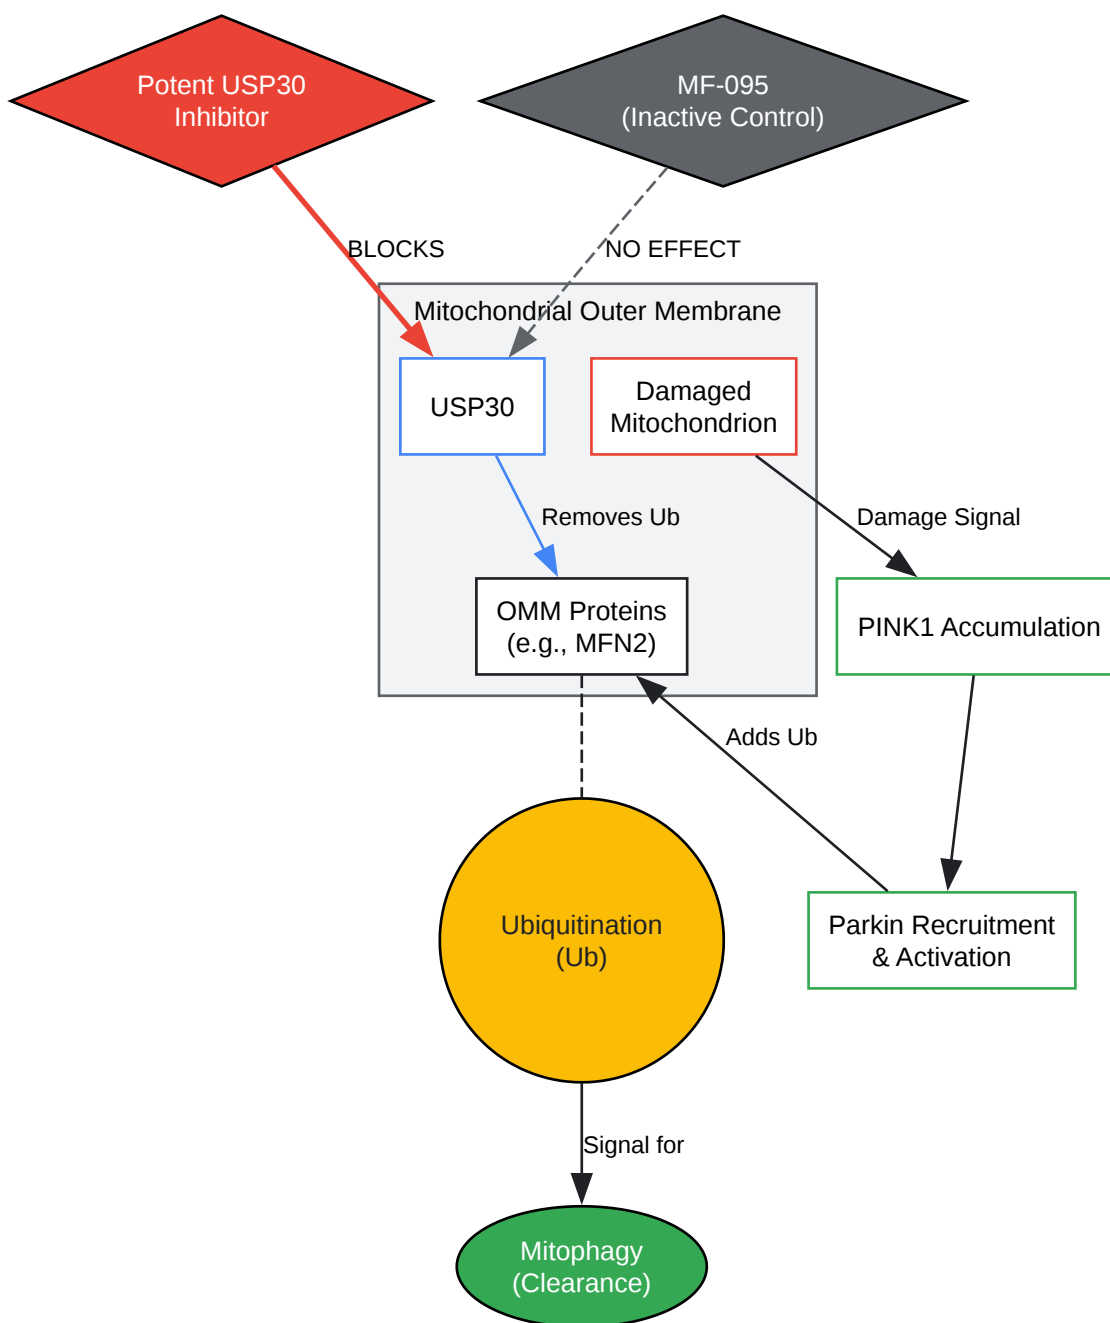 Potent USP30
Inhibitor
MF-095
(Inactive Control)
BLOCKS
NO EFFECT
Mitochondrial Outer Membrane
USP30
Damaged
Mitochondrion
Removes Ub
Damage Signal
OMM Proteins
(e.g., MFN2)
PINK1 Accumulation
Adds Ub
Ubiquitination
(Ub)
Parkin Recruitment
& Activation
Signal for
Mitophagy
(Clearance)